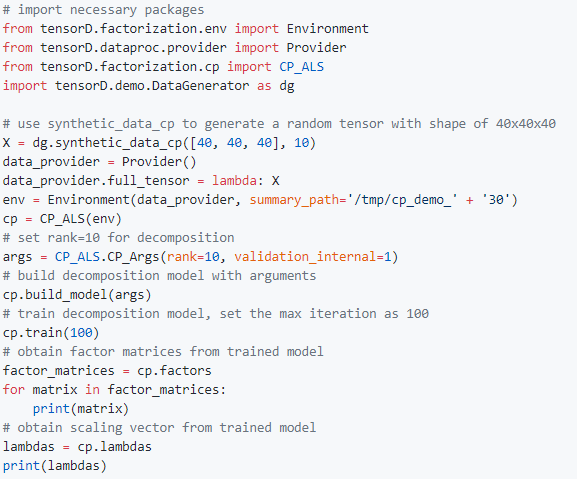 # import necessary packages
from tensorD.factorization.env import Environment
from tensorD.dataproc.provider import Provider
from tensorD.factorization.cp import CP_ALS
import tensorD.demo.DataGenerator as dg

# use synthetic_data_cp to generate a random tensor with shape of 40x40x40
X = dg.synthetic_data_cp([40, 40, 40], 10)
data_provider = Provider()
data_provider.full_tensor = lambda: X
env = Environment(data_provider, summary_path='/tmp/cp_demo_' + '30')
cp = CP_ALS(env)
# set rank=10 for decomposition
args = CP_ALS.CP_Args(rank=10, validation_internal=1)
# build decomposition model with arguments
cp.build_model(args)
# train decomposition model, set the max iteration as 100
cp.train(100)
# obtain factor matrices from trained model
factor_matrices = cp.factors
for matrix in factor_matrices:
    print(matrix)
# obtain scaling vector from trained model
lambdas = cp.lambdas
print(lambdas)